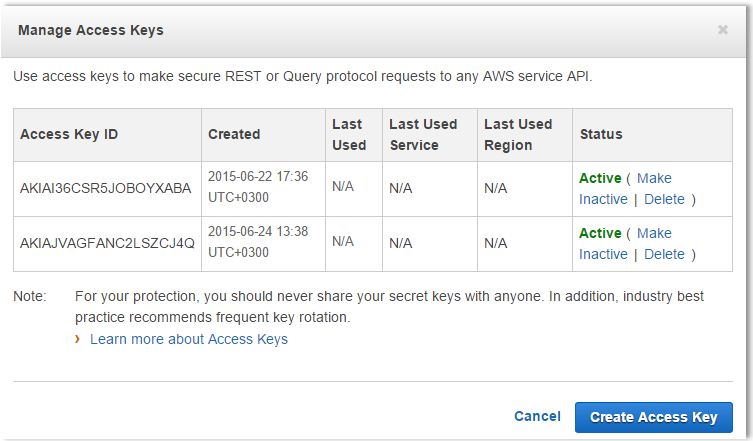 Manage Access Keys
Use access keys to make secure REST or Query protocol requests to any AWS service API.
Access Key ID Created Last Used Last Used Service Last Used Region Status
AKIAI36CSR5JOBOYXABA 2015-06-22 17:36 UTC+0300 N/A N/A N/A Active ( Make Inactive | Delete )
AKIAJVAGFANC2LSZCJ4Q 2015-06-24 13:38 UTC+0300 N/A N/A N/A Active ( Make Inactive | Delete )
Note: For your protection, you should never share your secret keys with anyone. In addition, industry best
practice recommends frequent key rotation.
› Learn more about Access Keys
Cancel Create Access Key